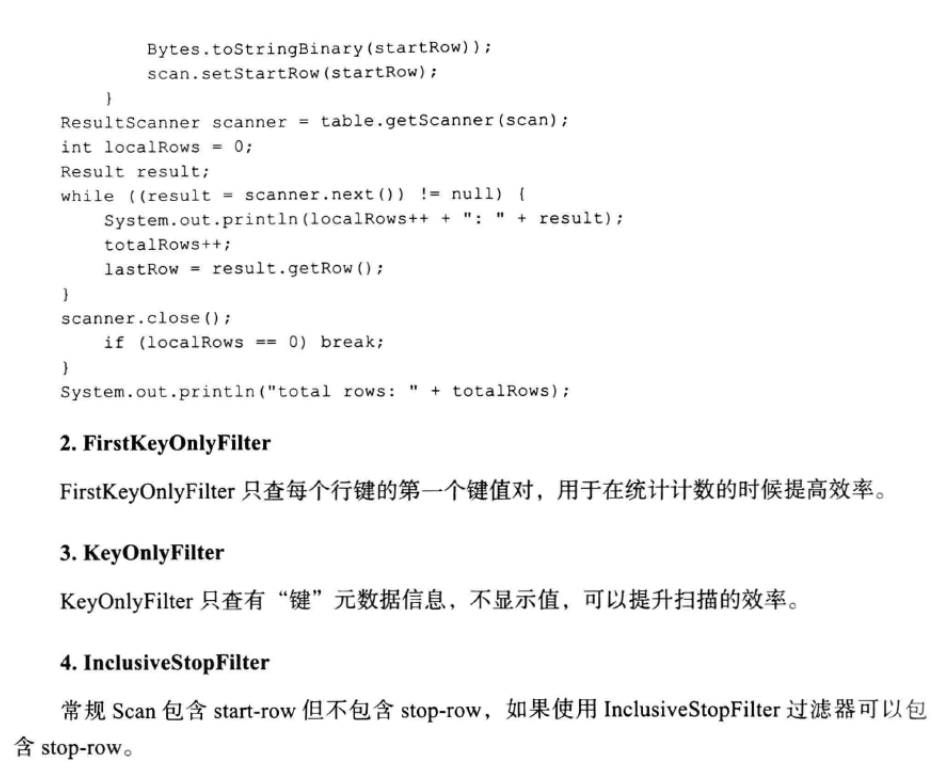 Bytes.toStringBinary(startRow));
scan.setStartRow(startRow);
}
ResultScanner scanner = table.getScanner(scan);
int localRows = 0;
Result result;
while ((result = scanner.next()) != null) {
System.out.println(localRows++ + ": " + result);
totalRows++;
lastRow = result.getRow();
}
scanner.close();
if (localRows == 0) break;
}
System.out.println("total rows: " + totalRows);
2. FirstKeyOnlyFilter
FirstKeyOnlyFilter 只查每个行键的第一个键值对，用于在统计计数的时候提高效率。
3. KeyOnlyFilter
KeyOnlyFilter 只查有“键”元数据信息，不显示值，可以提升扫描的效率。
4. InclusiveStopFilter
常规 Scan 包含 start-row 但不包含 stop-row，如果使用 InclusiveStopFilter 过滤器可以包
含 stop-row。